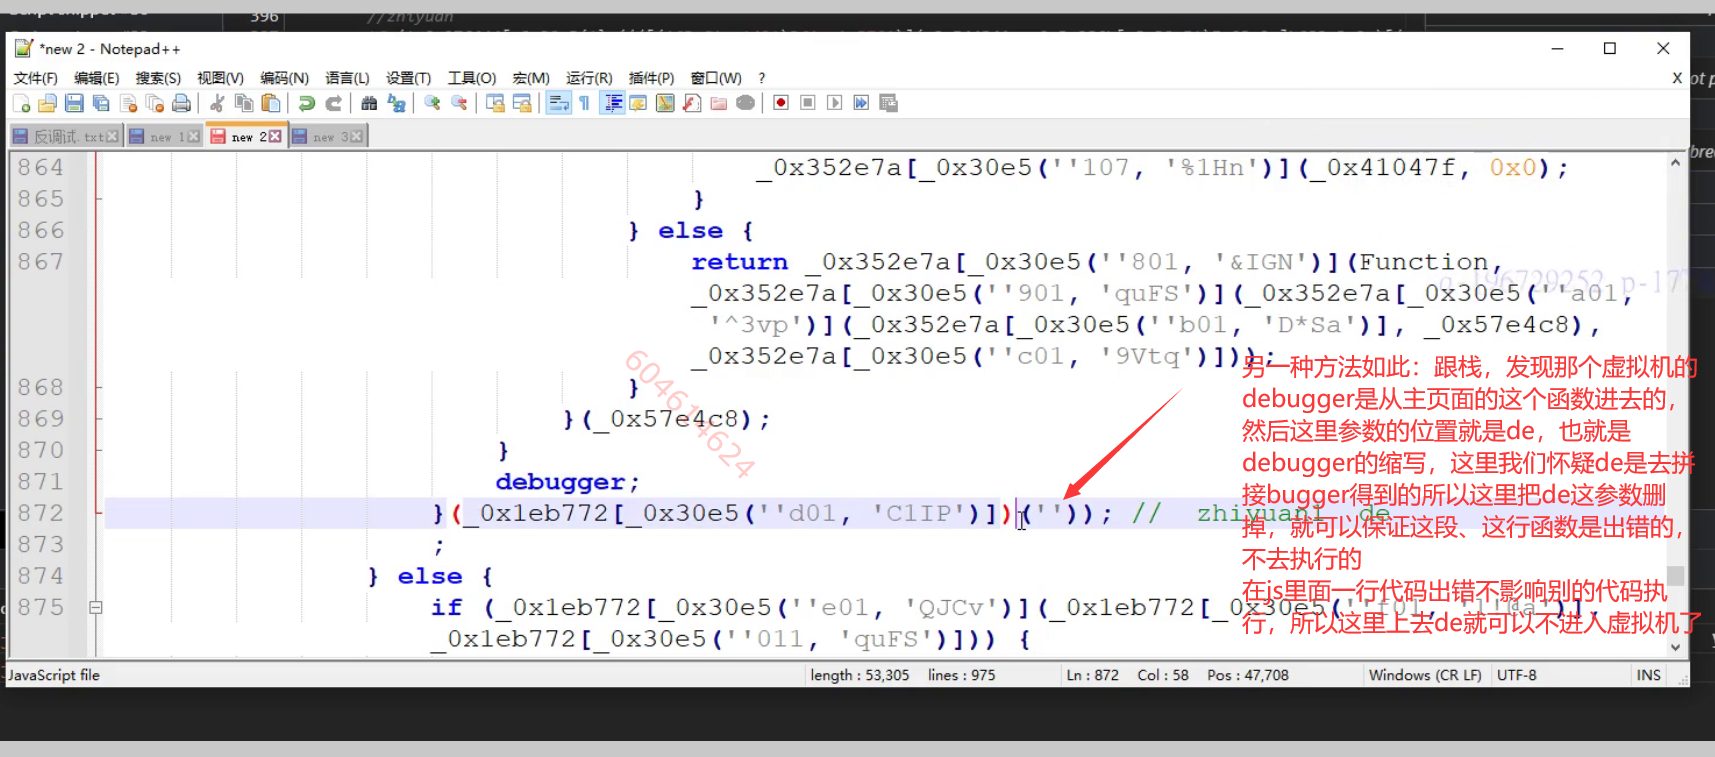 396
//zhiyuan
*new 2 - Notepad++
文件(F) 编辑(E) 搜索(S) 视图(V) 编码(N) 语言(L) 设置(T) 工具(O) 宏(M) 运行(R) 插件(P) 窗口(W) ?
X
反调试.txt new 1 new 2 new 3
864 _0x352e7a[_0x30e5(''107, '%1Hn')](_0x41047f, 0x0);
865 }
866 } else {
867 return _0x352e7a[_0x30e5(''801, '&IGN')](Function,
_0x352e7a[_0x30e5(''901, 'quFS')](_0x352e7a[_0x30e5(''a01,
'^3vp')](_0x352e7a[_0x30e5(''b01, 'D*Sa')], _0x57e4c8),
_0x352e7a[_0x30e5(''c01, '9Vtq')]));
868 }
869 }(_0x57e4c8);
870 }
871 debugger;
872 }(_0x1eb772[_0x30e5(''d01, 'C1IP')])('')); // zhiyuan1 de
873 ;
874 } else {
875 if (_0x1eb772[_0x30e5(''e01, 'QJCv')](_0x1eb772[_0x30e5(''f01,
_0x1eb772[_0x30e5(''011, 'quFS')])) {
604614624
另一种方法如此：跟栈，发现那个虚拟机的
debugger是从主页面的这个函数进去的，
然后这里参数的位置就是de，也就是
debugger的缩写，这里我们怀疑de是去拼
接bugger得到的所以这里把de这参数删
掉，就可以保证这段、这行函数是出错的，
不去执行的
在js里面一行代码出错不影响别的代码执
行，所以这里上去de就可以不进入虚拟机了
JavaScript file length : 53,305 lines : 975 Ln : 872 Col : 58 Pos : 47,708 Windows (CR LF) UTF-8 INS